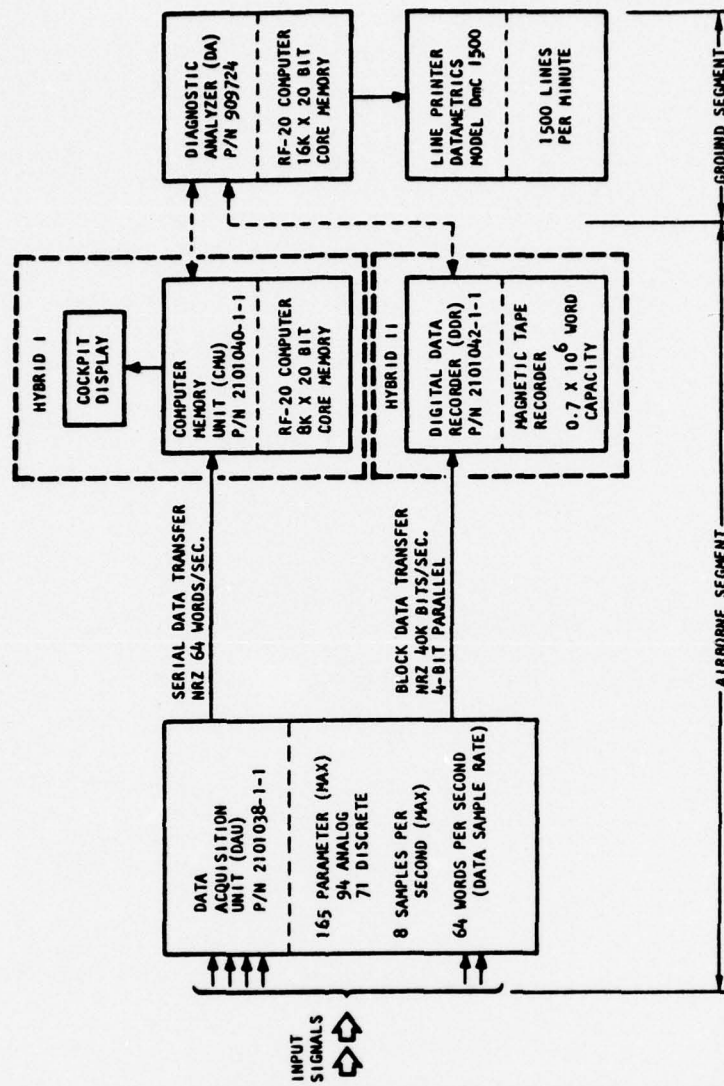 INPUT
SIGNALS
DATA
ACQUISITION
UNIT (DAU)
P/N 2101038-1-1
165 PARAMETER (MAX)
94 ANALOG
71 DISCRETE
8 SAMPLES PER
SECOND (MAX)
64 WORDS PER SECOND
(DATA SAMPLE RATE)
SERIAL DATA TRANSFER
NRZ 64 WORDS/SEC.
BLOCK DATA TRANSFER
NRZ 40K BITS/SEC.
4-BIT PARALLEL
HYBRID I
COCKPIT
DISPLAY
COMPUTER
MEMORY
UNIT (CMU)
P/N 2101040-1-1
RF-20 COMPUTER
8K X 20 BIT
CORE MEMORY
HYBRID II
DIGITAL DATA
RECORDER (DDR)
P/N 2101042-1-1
MAGNETIC TAPE
RECORDER
0.7 X 10⁶ WORD
CAPACITY
DIAGNOSTIC
ANALYZER (DA)
P/N 909724
RF-20 COMPUTER
16K X 20 BIT
CORE MEMORY
LINE PRINTER
DATAMETRICS
MODEL DmC 1500
1500 LINES
PER MINUTE
AIRBORNE SEGMENT
GROUND SEGMENT